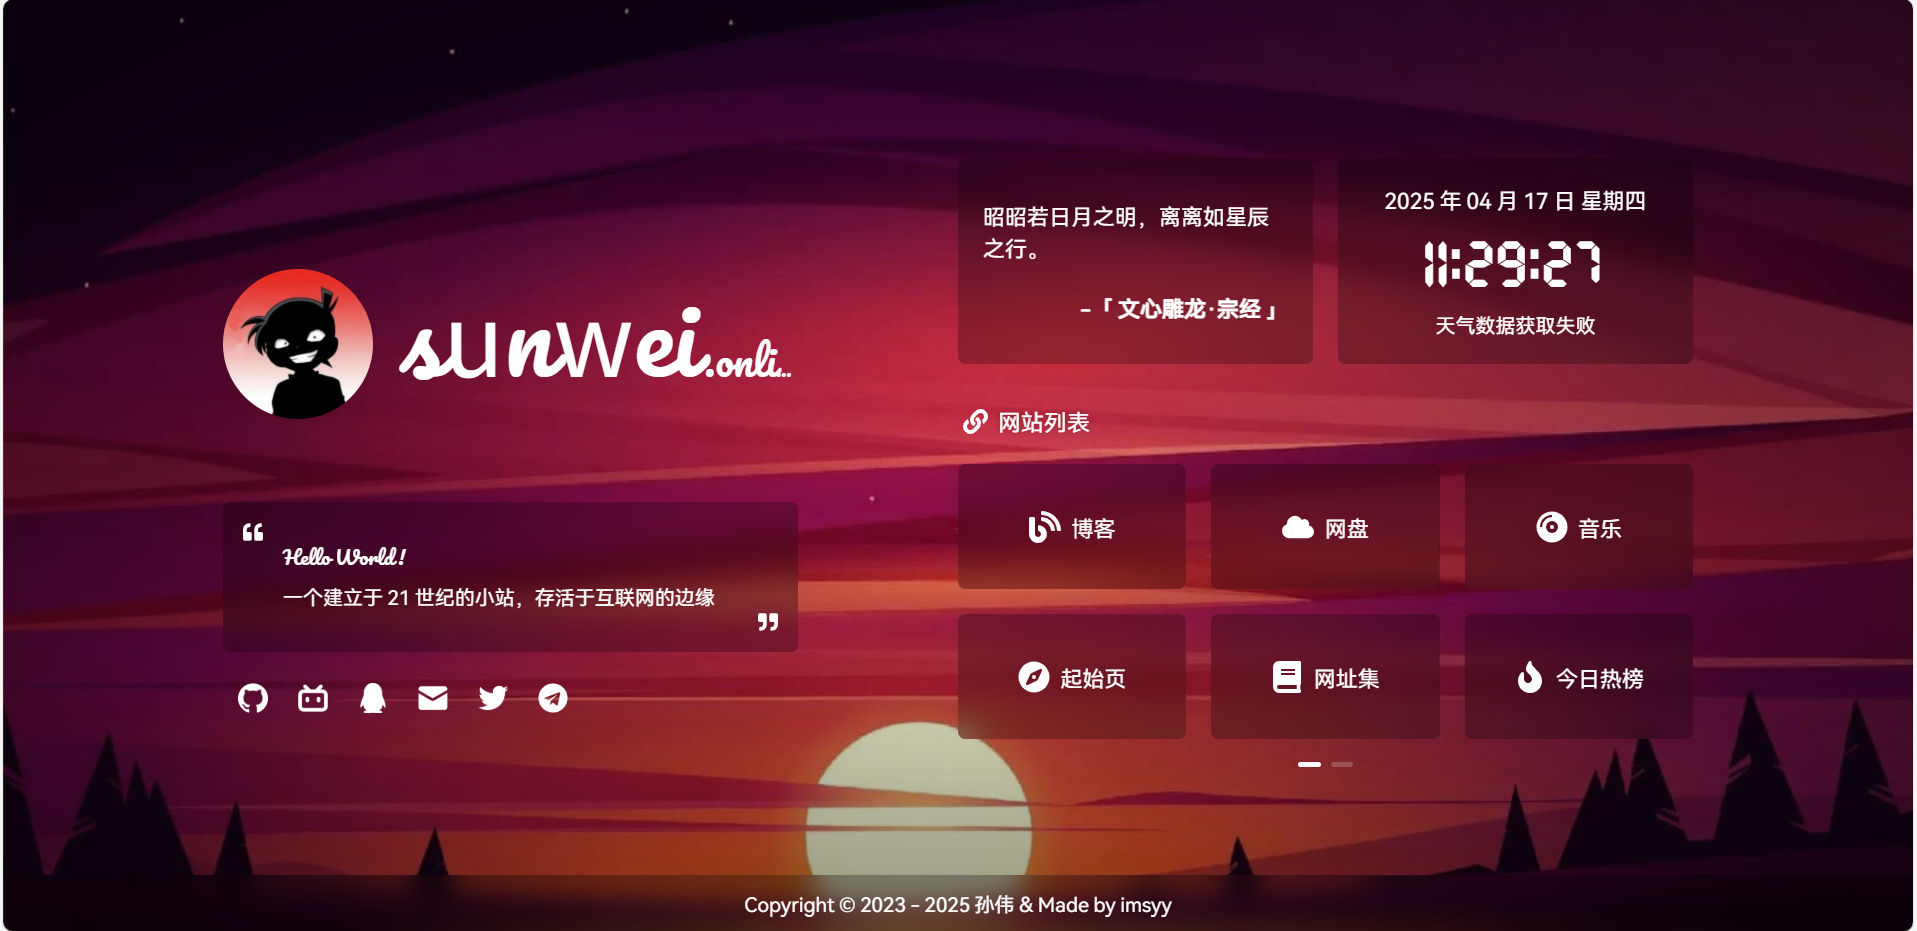 sunwei.onli...
Hello World!
一个建立于 21 世纪的小站，存活于互联网的边缘
昭昭若日月之明，离离如星辰
之行。
-「 文心雕龙·宗经 」
2025 年 04 月 17 日 星期四
11:29:27
天气数据获取失败
网站列表
博客
网盘
音乐
起始页
网址集
今日热榜
Copyright © 2023 - 2025 孙伟 & Made by imsyy